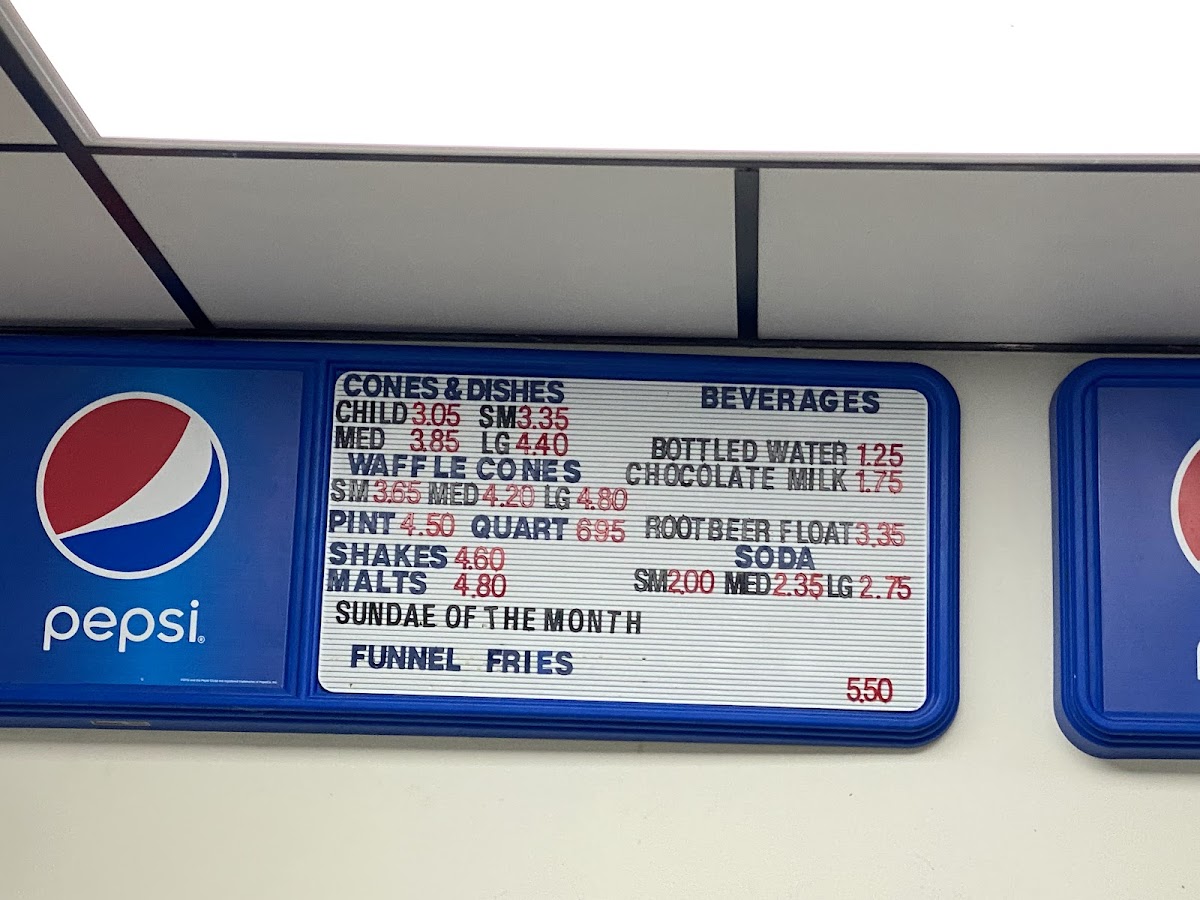 pepsi
CONES & DISHES
CHILD 3.05 SM 3.35
MED 3.85 LG 4.40
WAFFLE CONES
SM 3.65 MED 4.20 LG 4.80
PINT 4.50 QUART 6.95
SHAKES 4.60
MALTS 4.80
SUNDAE OF THE MONTH
FUNNEL FRIES
5.50
BEVERAGES
BOTTLED WATER 1.25
CHOCOLATE MILK 1.75
ROOTBEER FLOAT 3.35
SODA
SM 2.00 MED 2.35 LG 2.75